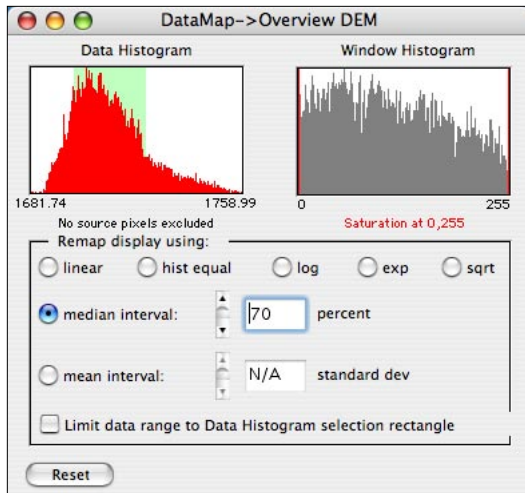 DataMap->Overview DEM
Data Histogram
Window Histogram
1681.74 1758.99
0 255
No source pixels excluded
Saturation at 0,255
Remap display using:
linear hist equal log exp sqrt
median interval: 70 percent
mean interval: N/A standard dev
Limit data range to Data Histogram selection rectangle
Reset